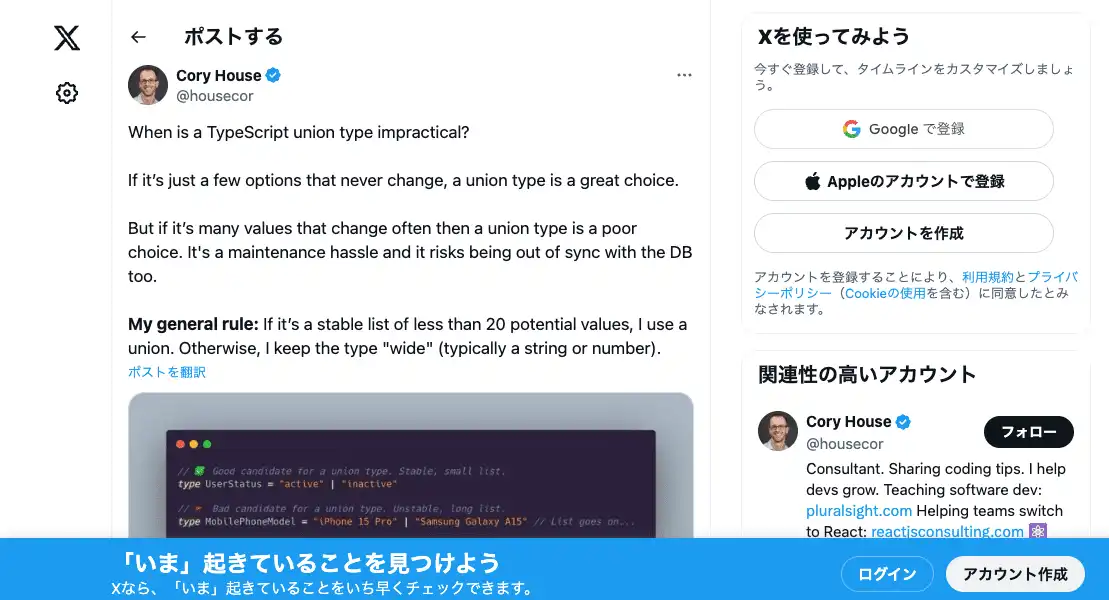 ポストする
Cory House
@housecor
When is a TypeScript union type impractical?
If it’s just a few options that never change, a union type is a great choice.
But if it’s many values that change often then a union type is a poor
choice. It's a maintenance hassle and it risks being out of sync with the DB
too.
My general rule: If it’s a stable list of less than 20 potential values, I use a
union. Otherwise, I keep the type "wide" (typically a string or number).
ポストを翻訳
// ✅ Good candidate for a union type. Stable, small list.
type UserStatus = "active" | "inactive"
// Bad candidate for a union type. Unstable, long list.
type MobilePhoneModel = "iPhone 15 Pro" | "Samsung Galaxy A15" // List goes on...
Xを使ってみよう
今すぐ登録して、タイムラインをカスタマイズしましょ
う。
Google で登録
Appleのアカウントで登録
アカウントを作成
アカウントを登録することにより、利用規約とプライバ
シーポリシー（Cookieの使用を含む）に同意したとみ
なされます。
関連性の高いアカウント
Cory House
@housecor
フォロー
Consultant. Sharing coding tips. I help
devs grow. Teaching software dev:
pluralsight.com Helping teams switch
to React: reactjsconsulting.com ⚛
「いま」起きていることを見つけよう
Xなら、「いま」起きていることをいち早くチェックできます。
ログイン
アカウント作成